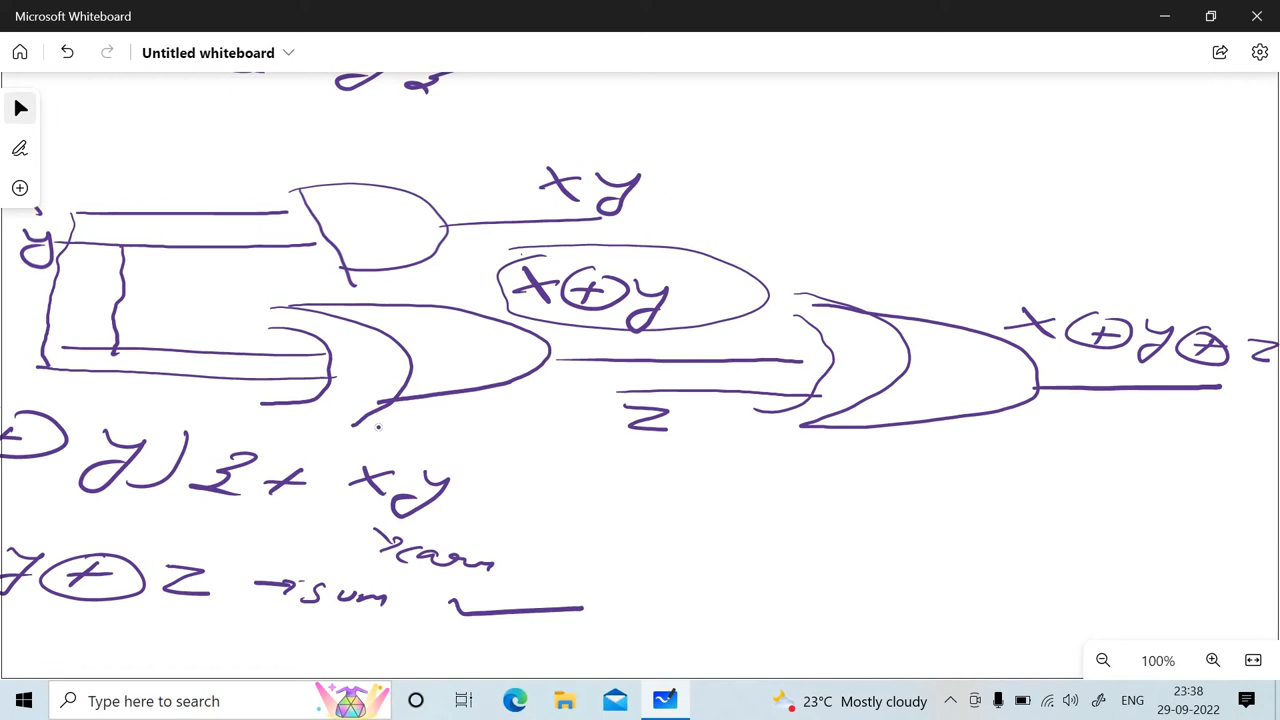 Microsoft Whiteboard
Untitled whiteboard
xy
y
x⊕y
x⊕y⊕z
z
⊕ y)z + xy
→carry
y⊕z →sum
100%
Type here to search
23°C Mostly cloudy
ENG
23:38
29-09-2022